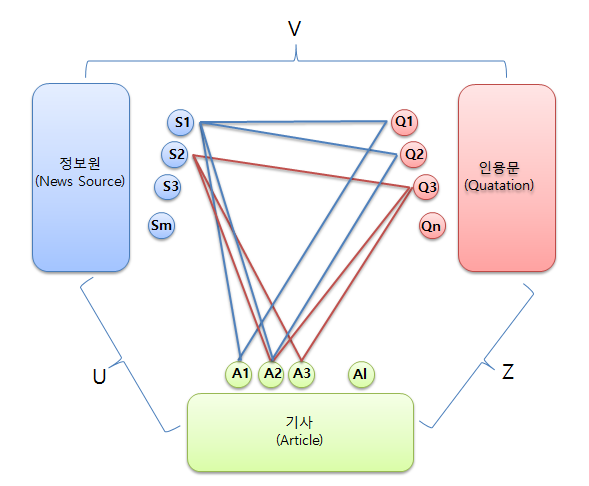 V
정보원
(News Source)
S1
S2
S3
Sm
Q1
Q2
Q3
Qn
인용문
(Quatation)
U
Z
A1
A2
A3
Al
기사
(Article)